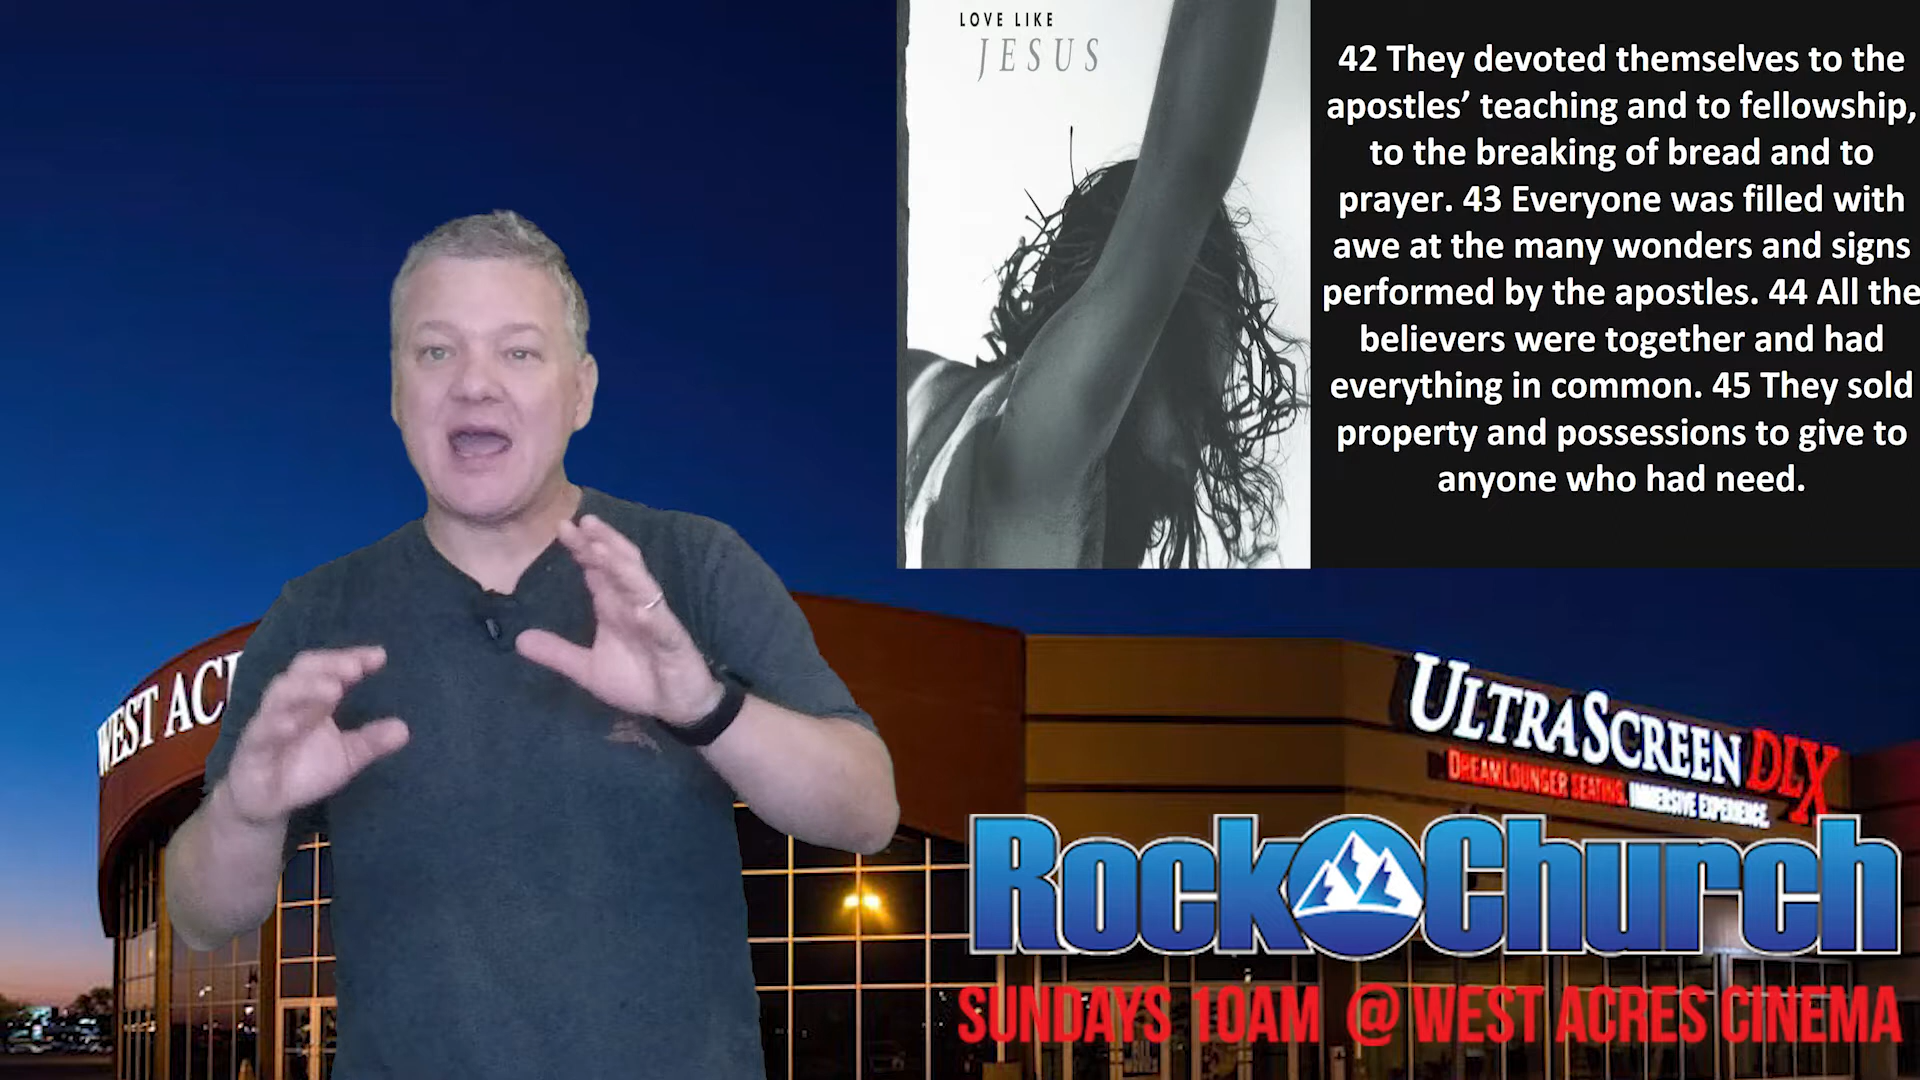 LOVE LIKE
JESUS
42 They devoted themselves to the
apostles’ teaching and to fellowship,
to the breaking of bread and to
prayer. 43 Everyone was filled with
awe at the many wonders and signs
performed by the apostles. 44 All the
believers were together and had
everything in common. 45 They sold
property and possessions to give to
anyone who had need.
WEST AC
ULTRASCREEN DLX
DREAMLOUNGER SEATING. IMMERSIVE EXPERIENCE.
Rock Church
SUNDAYS 10AM @ WEST ACRES CINEMA